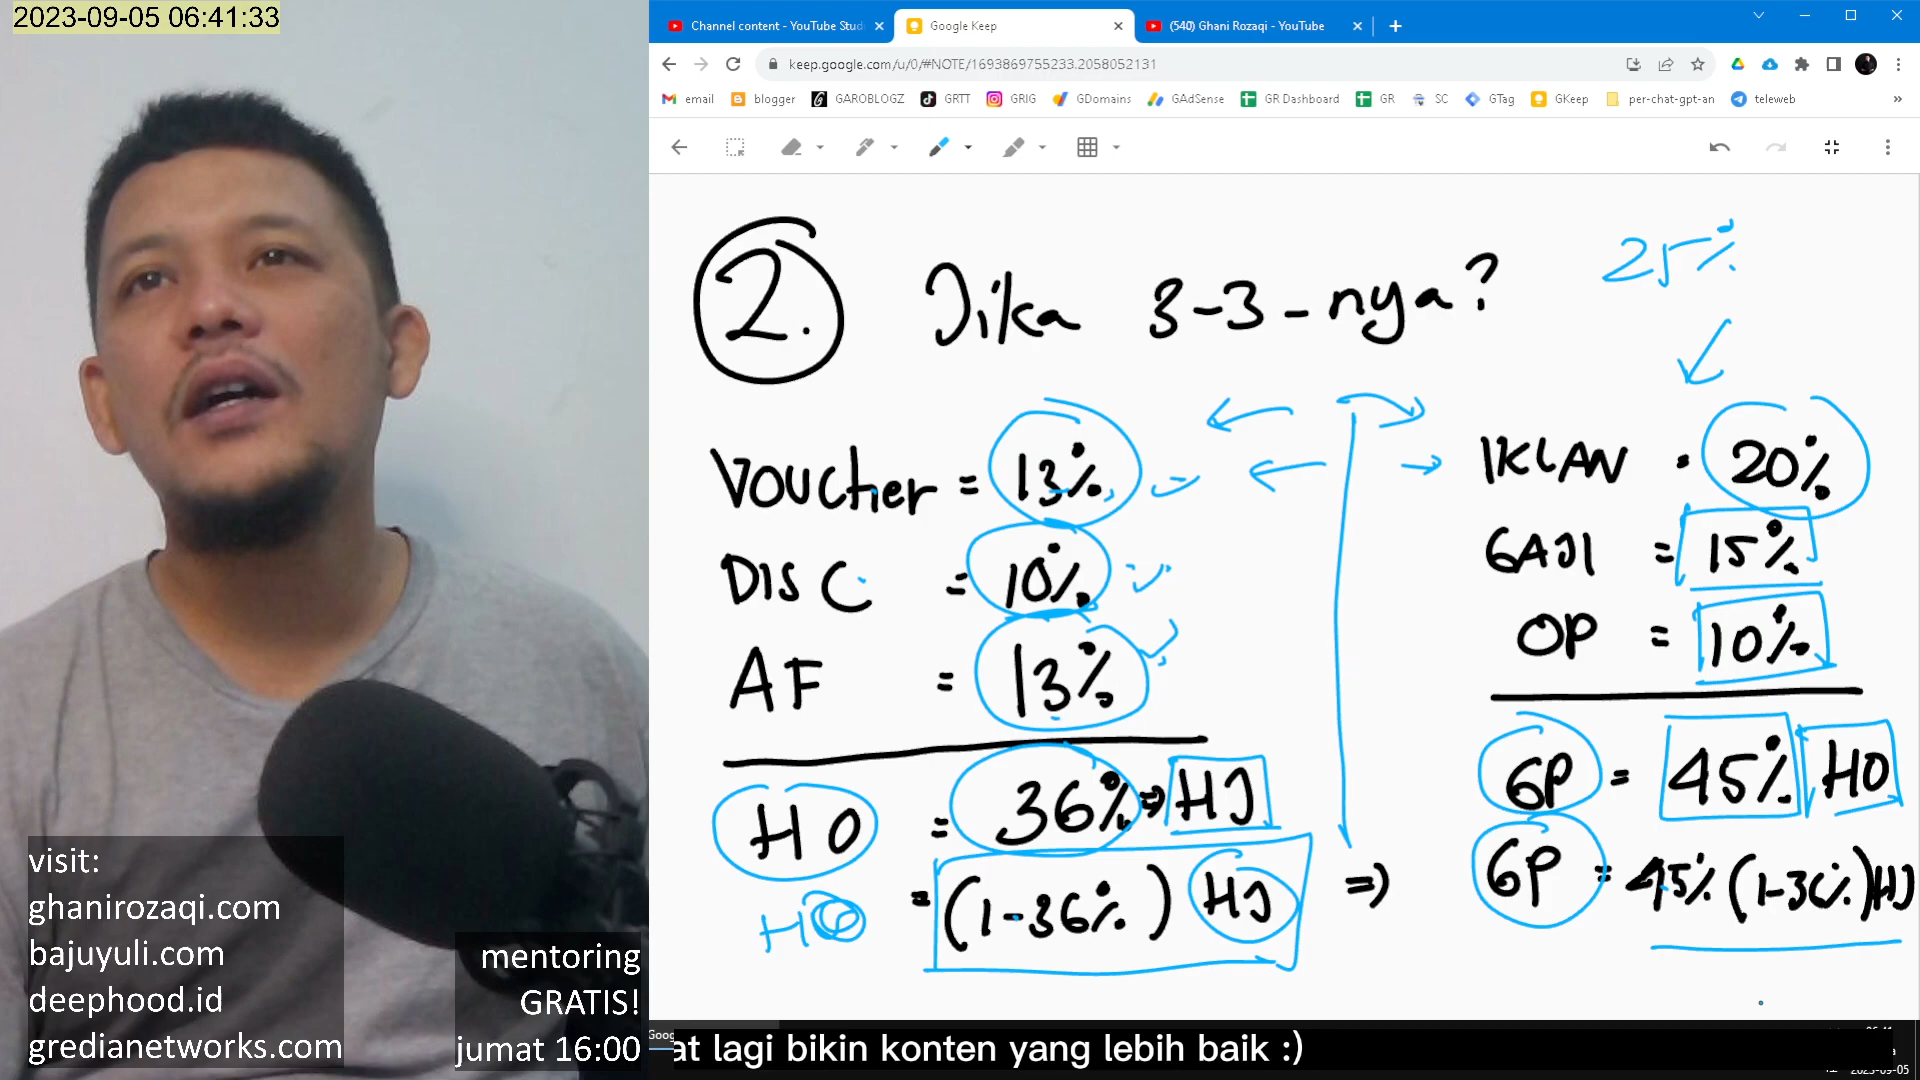 2023-09-05 06:41:33
Channel content - YouTube Stud
Google Keep
(540) Ghani Rozaqi - YouTube
keep.google.com/u/0/#NOTE/1693869755233.2058052131
email blogger GAROBLOGZ GRTT GRIG GDomains GAdSense GR Dashboard GR SC GTag GKeep per-chat-gpt-an teleweb »
2. Jika 3-3-nya?
25%
Voucher = 13%
DISC = 10%
AF = 13%
HO = 36% => HJ
HO = (1-36%) HJ =>
IKLAN = 20%
GAJI = 15%
OP = 10%
GP = 45% HO
GP = 45% (1-36%) HJ
visit:
ghanirozaqi.com
bajuyuli.com
deephood.id
gredianetworks.com
mentoring
GRATIS!
jumat 16:00
Goog
at lagi bikin konten yang lebih baik :)
2023-09-05